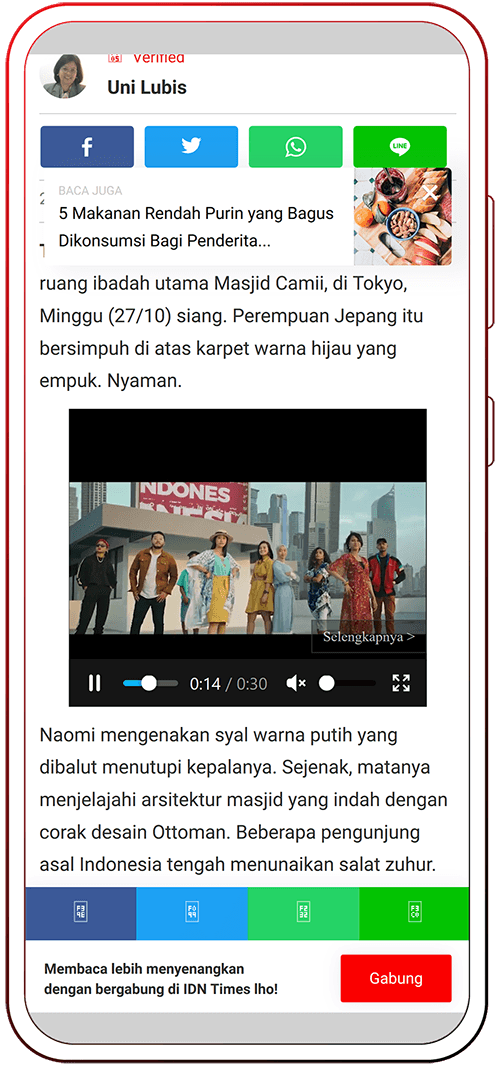 Verified
Uni Lubis
LINE
BACA JUGA
5 Makanan Rendah Purin yang Bagus
Dikonsumsi Bagi Penderita...
ruang ibadah utama Masjid Camii, di Tokyo,
Minggu (27/10) siang. Perempuan Jepang itu
bersimpuh di atas karpet warna hijau yang
empuk. Nyaman.
NDONES
NESIA
Selengkapnya >
0:14 / 0:30
Naomi mengenakan syal warna putih yang
dibalut menutupi kepalanya. Sejenak, matanya
menjelajahi arsitektur masjid yang indah dengan
corak desain Ottoman. Beberapa pengunjung
asal Indonesia tengah menunaikan salat zuhur.
Membaca lebih menyenangkan
dengan bergabung di IDN Times lho!
Gabung